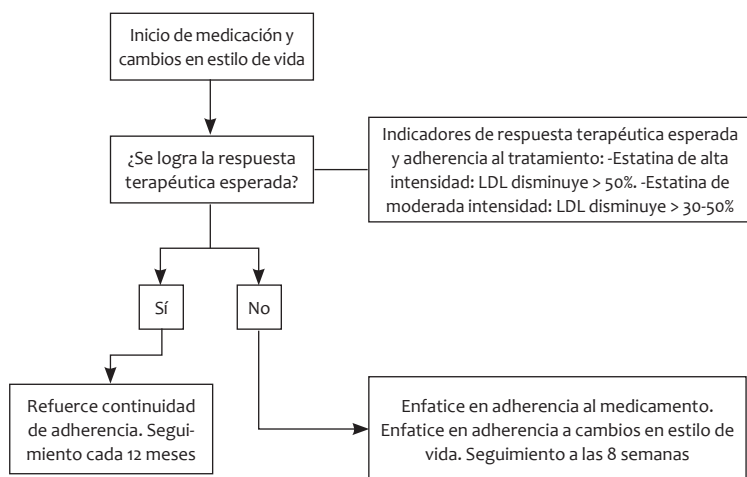 Inicio de medicación y
cambios en estilo de vida
¿Se logra la respuesta
terapéutica esperada?
Indicadores de respuesta terapéutica esperada
y adherencia al tratamiento: -Estatina de alta
intensidad: LDL disminuye > 50%. -Estatina de
moderada intensidad: LDL disminuye > 30-50%
Sí
No
Refuerce continuidad
de adherencia. Segui-
miento cada 12 meses
Enfatice en adherencia al medicamento.
Enfatice en adherencia a cambios en estilo de
vida. Seguimiento a las 8 semanas